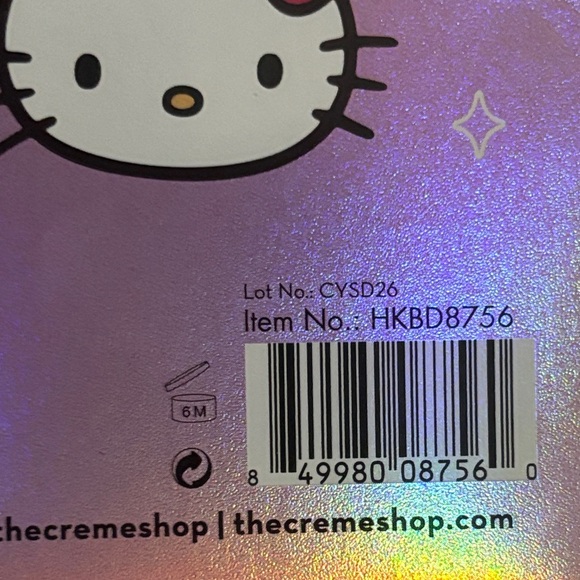 Lot No.: CYSD26
Item No.: HKBD8756
6M
8 49980 08756 0
thecremeshop | thecremeshop.com